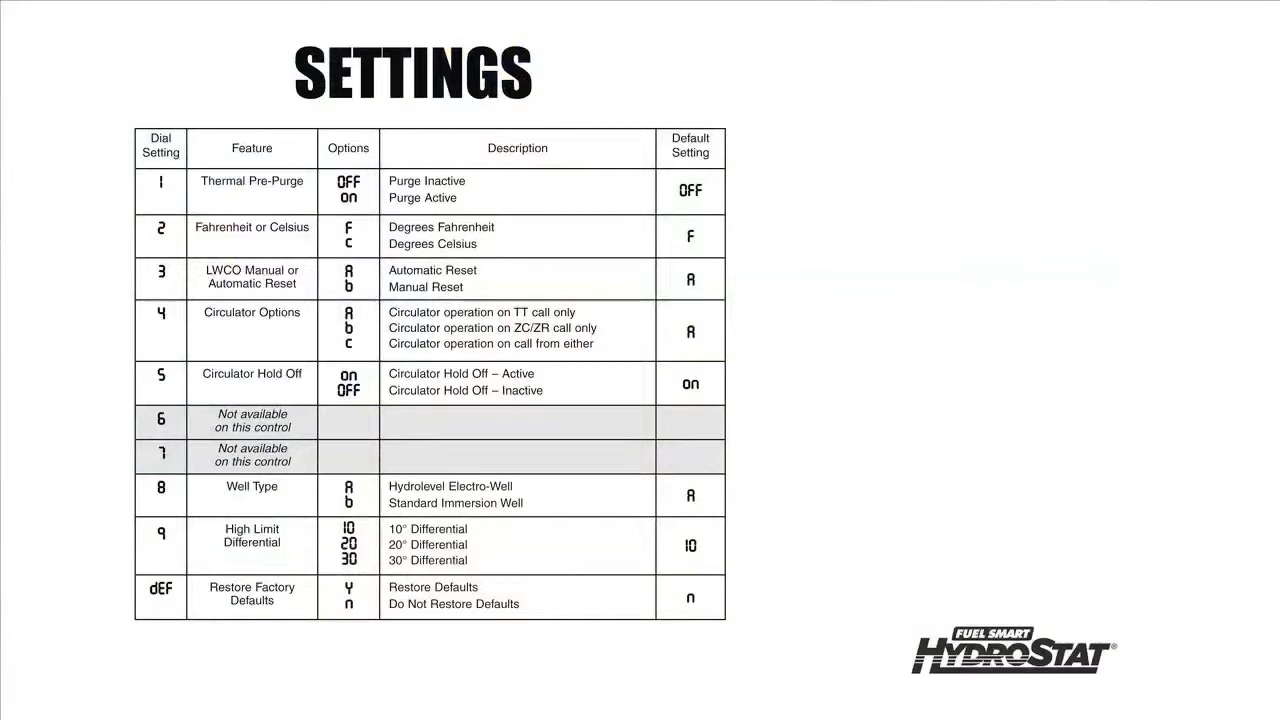 SETTINGS
Dial Setting | Feature | Options | Description | Default Setting
1 | Thermal Pre-Purge | OFF | Purge Inactive | OFF
on | Purge Active
2 | Fahrenheit or Celsius | F | Degrees Fahrenheit | F
c | Degrees Celsius
3 | LWCO Manual or Automatic Reset | A | Automatic Reset | A
b | Manual Reset
4 | Circulator Options | A | Circulator operation on TT call only | A
b | Circulator operation on ZC/ZR call only
c | Circulator operation on call from either
5 | Circulator Hold Off | on | Circulator Hold Off – Active | on
OFF | Circulator Hold Off – Inactive
6 | Not available on this control
7 | Not available on this control
8 | Well Type | A | Hydrolevel Electro-Well | A
b | Standard Immersion Well
9 | High Limit Differential | 10 | 10° Differential | 10
20 | 20° Differential
30 | 30° Differential
dEF | Restore Factory Defaults | Y | Restore Defaults | n
n | Do Not Restore Defaults
FUEL SMART
HYDROSTAT®